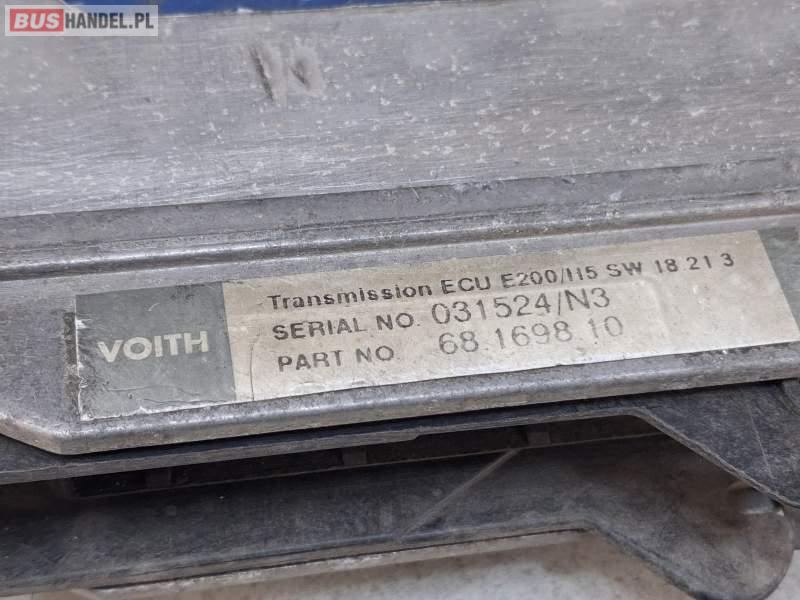 BUSHANDEL.PL
VOITH
Transmission ECU E200/115 SW 18.21 3
SERIAL NO. 031524/N3
PART NO 68.1698.10